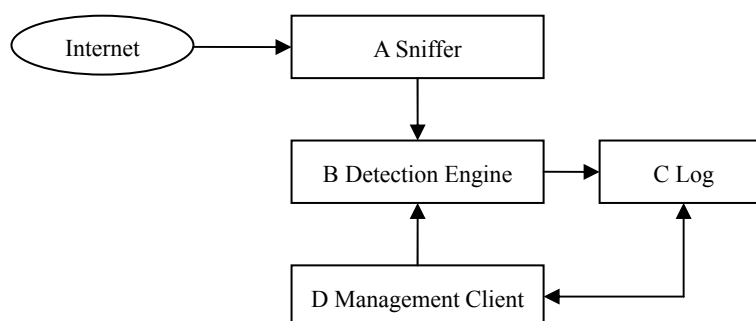 Internet
A Sniffer
B Detection Engine
C Log
D Management Client